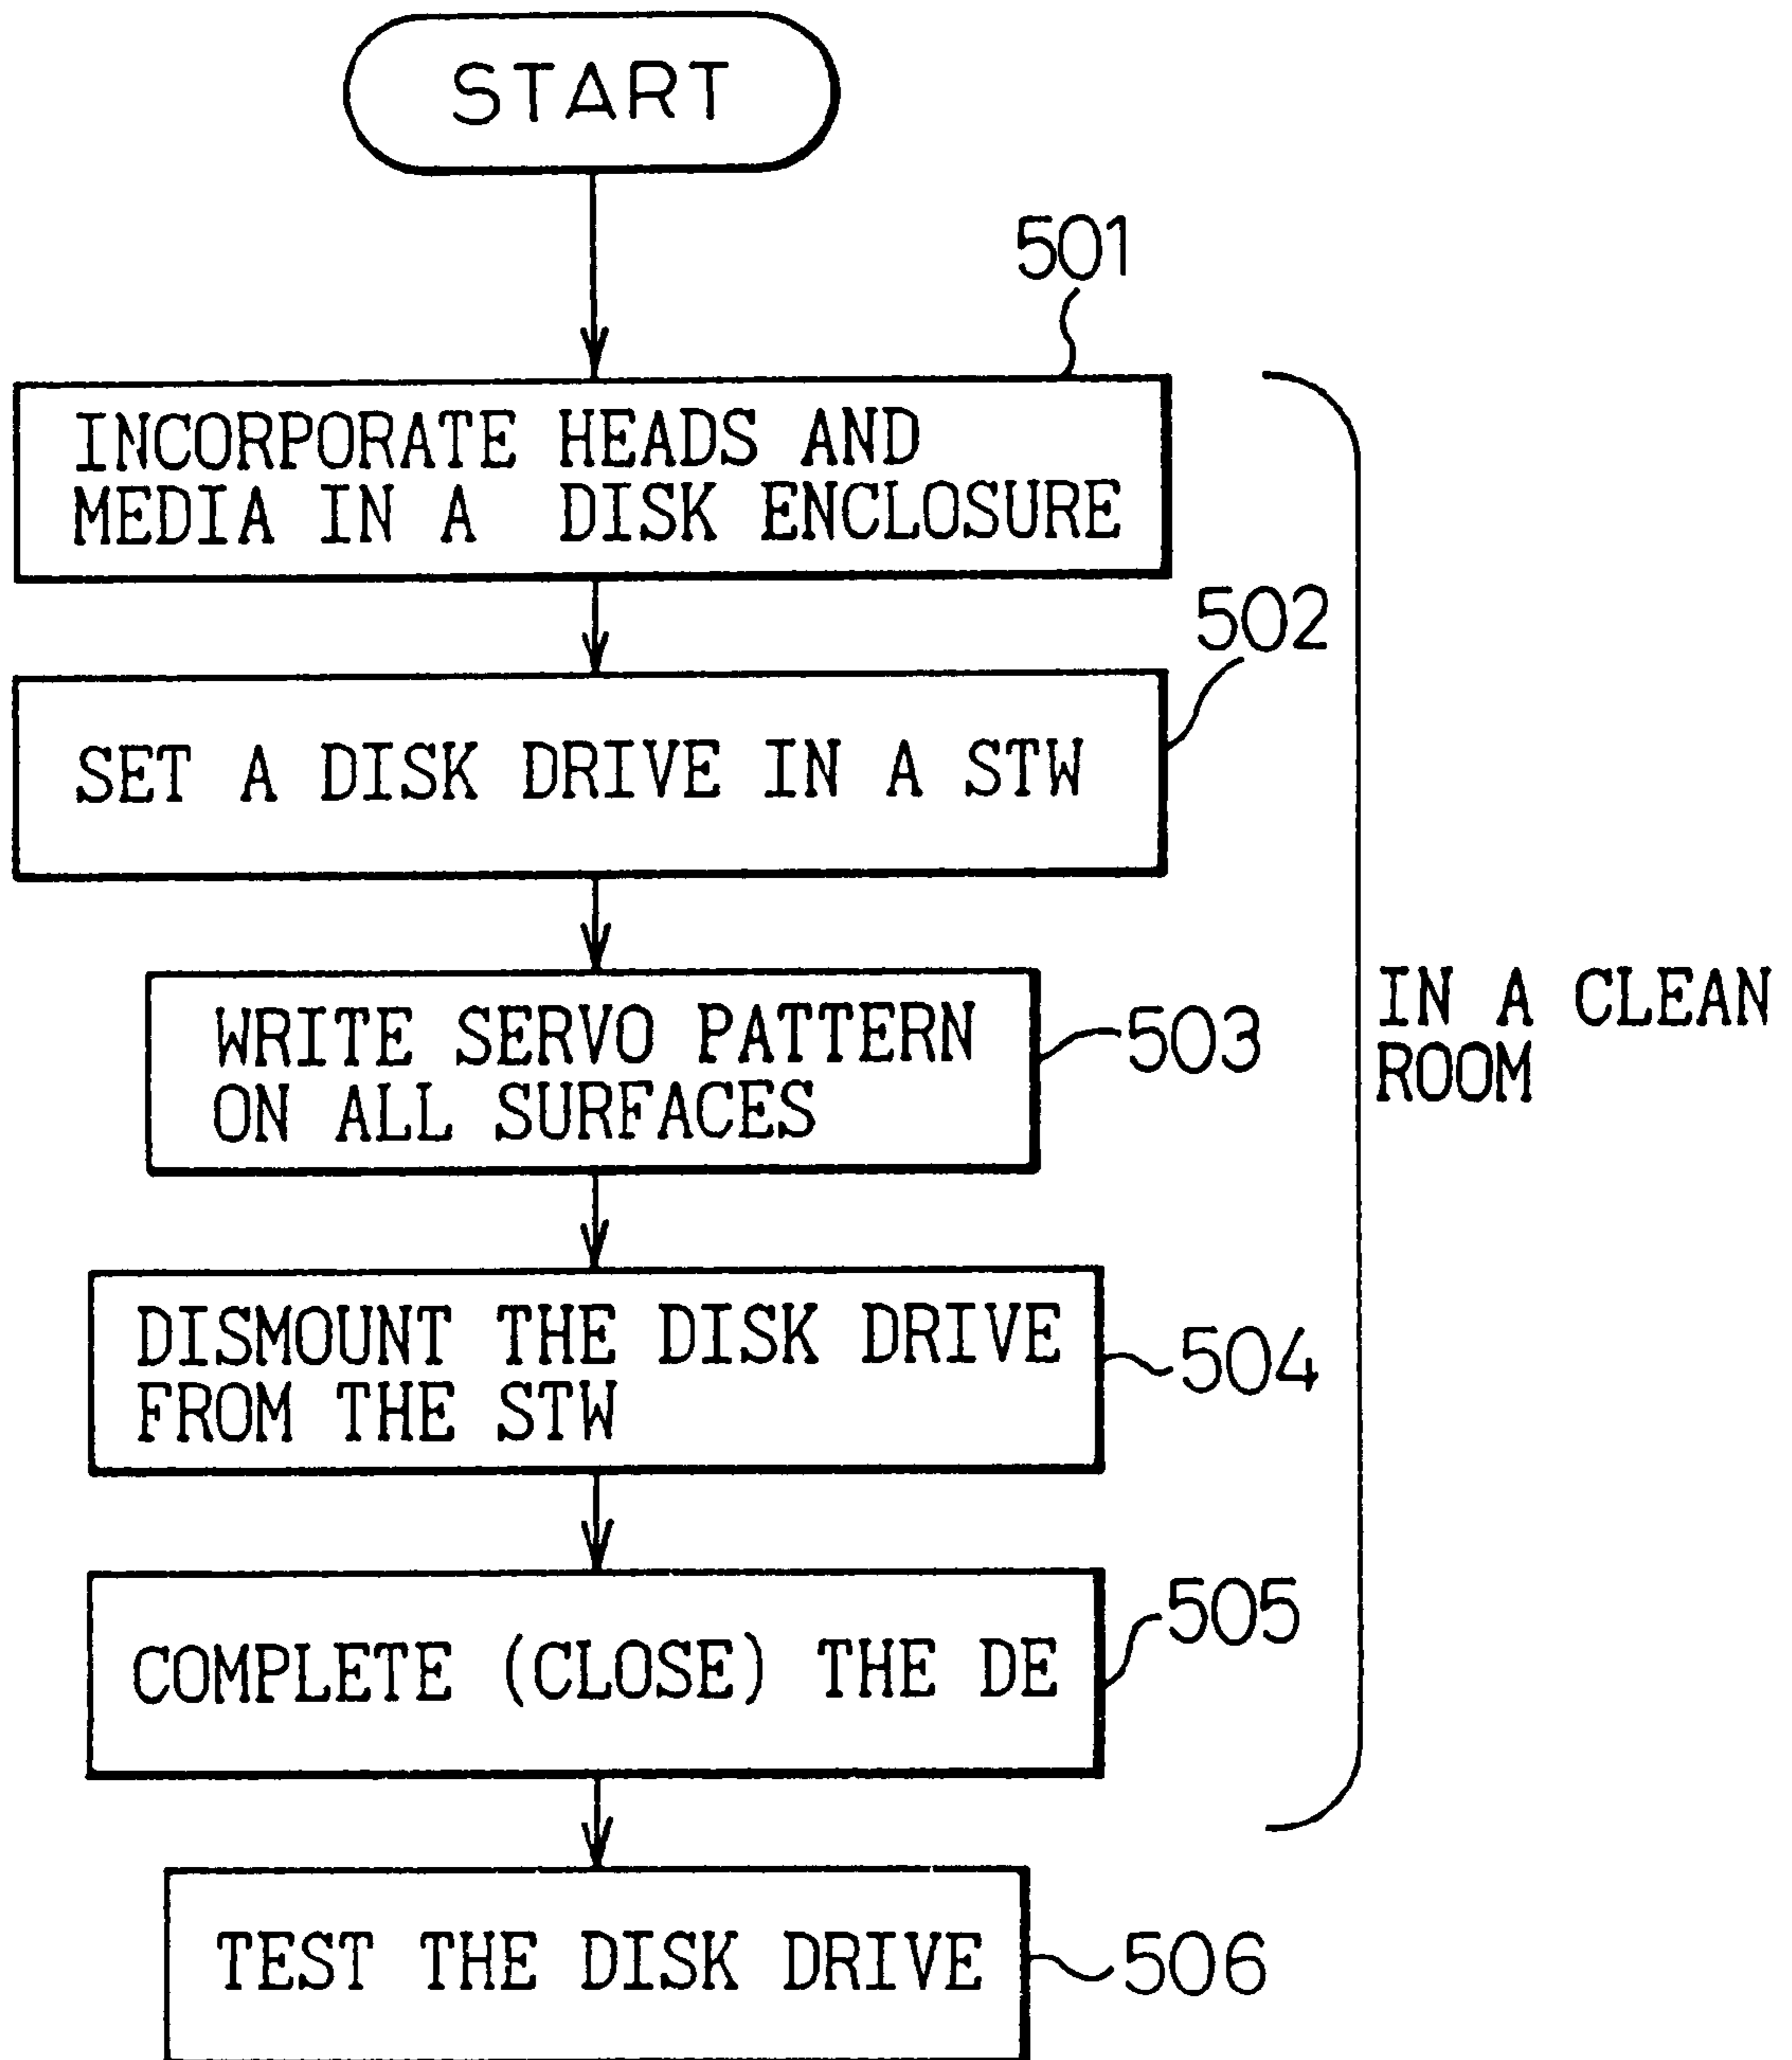 START
501
INCORPORATE HEADS AND
MEDIA IN A DISK ENCLOSURE
502
SET A DISK DRIVE IN A STW
WRITE SERVO PATTERN
ON ALL SURFACES
503
IN A CLEAN
ROOM
DISMOUNT THE DISK DRIVE
FROM THE STW
504
COMPLETE (CLOSE) THE DE
505
TEST THE DISK DRIVE
506